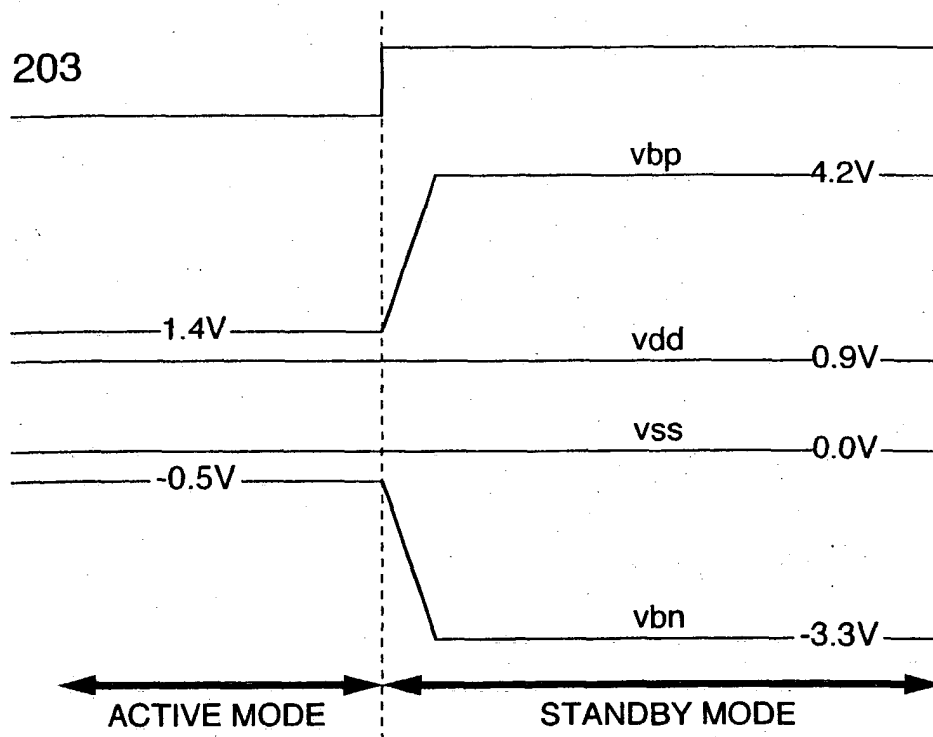 203
vbp
4.2V
1.4V
vdd
0.9V
vss
0.0V
-0.5V
vbn
-3.3V
ACTIVE MODE
STANDBY MODE